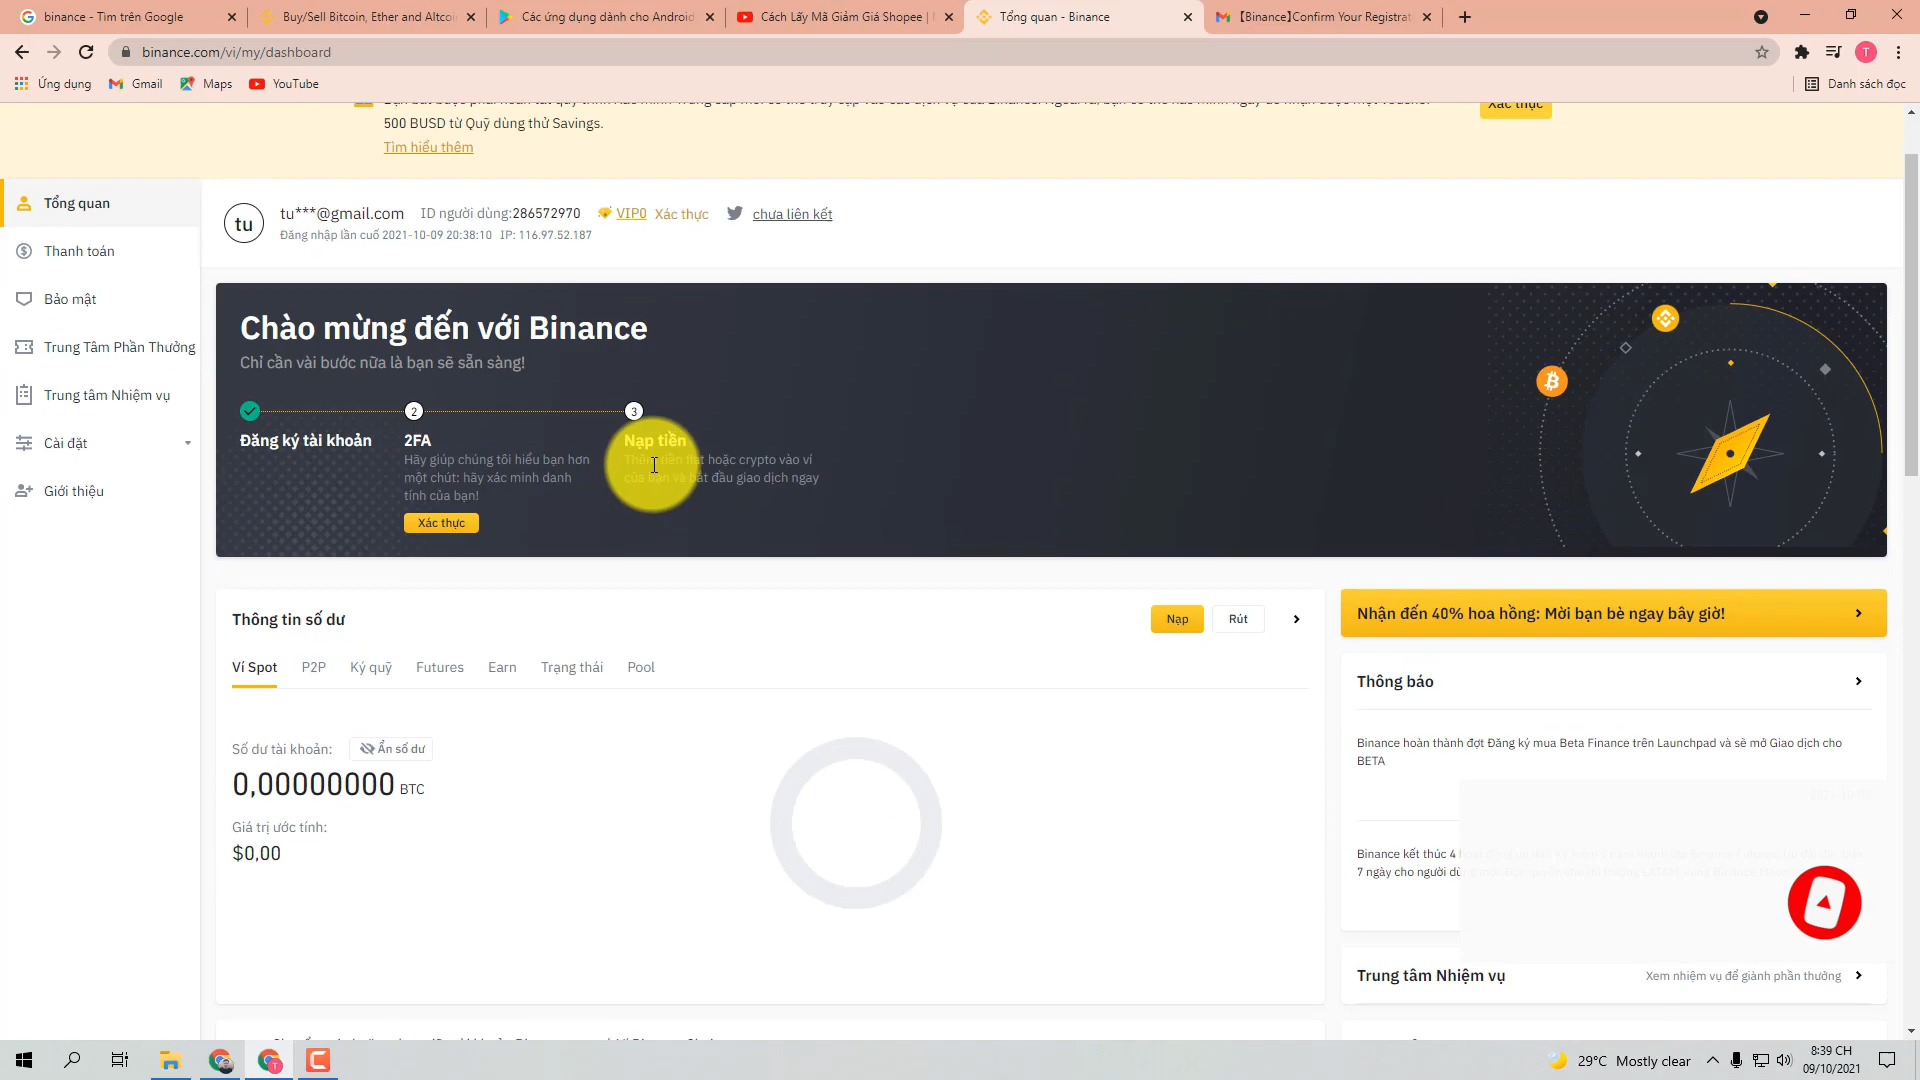 binance - Tìm trên Google
Buy/Sell Bitcoin, Ether and Altcoi
Các ứng dụng dành cho Android
Cách Lấy Mã Giảm Giá Shopee |
Tổng quan - Binance
【Binance】Confirm Your Registrat
binance.com/vi/my/dashboard
T
Ứng dụng
Gmail
Maps
YouTube
Danh sách đọc
Xác thực
500 BUSD từ Quỹ dùng thử Savings.
Tìm hiểu thêm
Tổng quan
Thanh toán
Bảo mật
Trung Tâm Phần Thưởng
Trung tâm Nhiệm vụ
Cài đặt
Giới thiệu
tu
tu***@gmail.com ID người dùng:286572970 VIP0 Xác thực chưa liên kết
Đăng nhập lần cuố 2021-10-09 20:38:10 IP: 116.97.52.187
Chào mừng đến với Binance
Chỉ cần vài bước nữa là bạn sẽ sẵn sàng!
2
3
Đăng ký tài khoản
2FA
Hãy giúp chúng tôi hiểu bạn hơn
một chút: hãy xác minh danh
tính của bạn!
Xác thực
Nạp tiền
Thêm tiền hoặc crypto vào ví
của bạn và bắt đầu giao dịch ngay
Thông tin số dư
Nạp
Rút
Ví Spot
P2P
Ký quỹ
Futures
Earn
Trạng thái
Pool
Số dư tài khoản:
Ẩn số dư
0,00000000 BTC
Giá trị ước tính:
$0,00
Nhận đến 40% hoa hồng: Mời bạn bè ngay bây giờ!
Thông báo
Binance hoàn thành đợt Đăng ký mua Beta Finance trên Launchpad và sẽ mở Giao dịch cho
BETA
Binance kết thúc 4
7 ngày cho người dù
Trung tâm Nhiệm vụ
Xem nhiệm vụ để giành phần thưởng
29°C Mostly clear
8:39 CH
09/10/2021